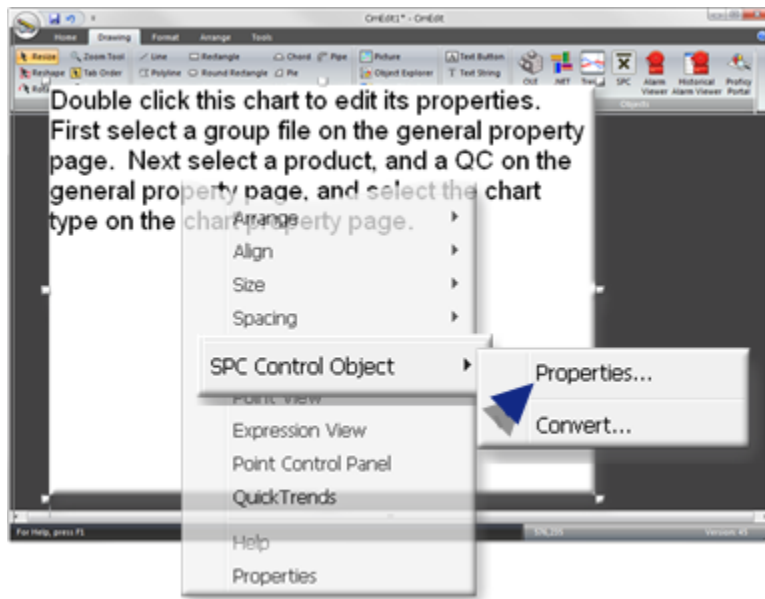 CimEdit1* - CimEdit
Home Drawing Format Arrange Tools
Resize Zoom Tool Line Rectangle Chord Pipe Picture Text Button
Reshape Tab Order Polyline Round Rectangle Pie Object Explorer Text String
OLE .NET SPC Alarm Viewer Historical Alarm Viewer Proficy Portal
Objects
Double click this chart to edit its properties.
First select a group file on the general property
page. Next select a product, and a QC on the
general property page, and select the chart
type on the chart property page.
Arrange
Align
Size
Spacing
SPC Control Object
Properties...
Convert...
Point View
Expression View
Point Control Panel
QuickTrends
Help
Properties
For Help, press F1